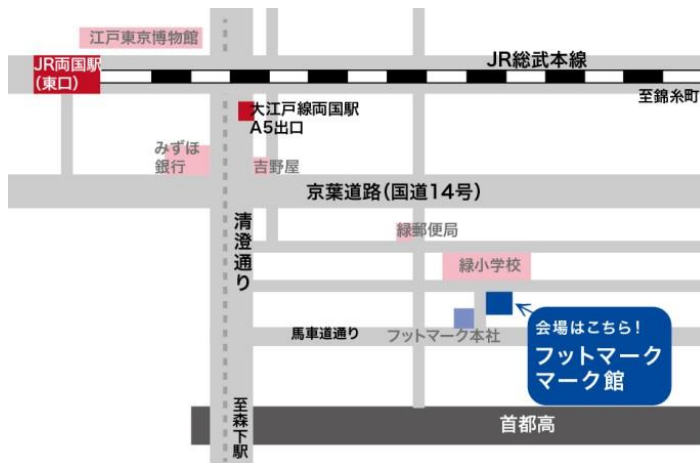 江戸東京博物館
JR両国駅
(東口)
JR総武本線
至錦糸町
大江戸線両国駅
A5出口
みずほ
銀行
吉野屋
京葉道路(国道14号)
清澄通り
緑郵便局
緑小学校
会場はこちら!
フットマーク
マーク館
馬車道通り
フットマーク本社
至森下駅
首都高